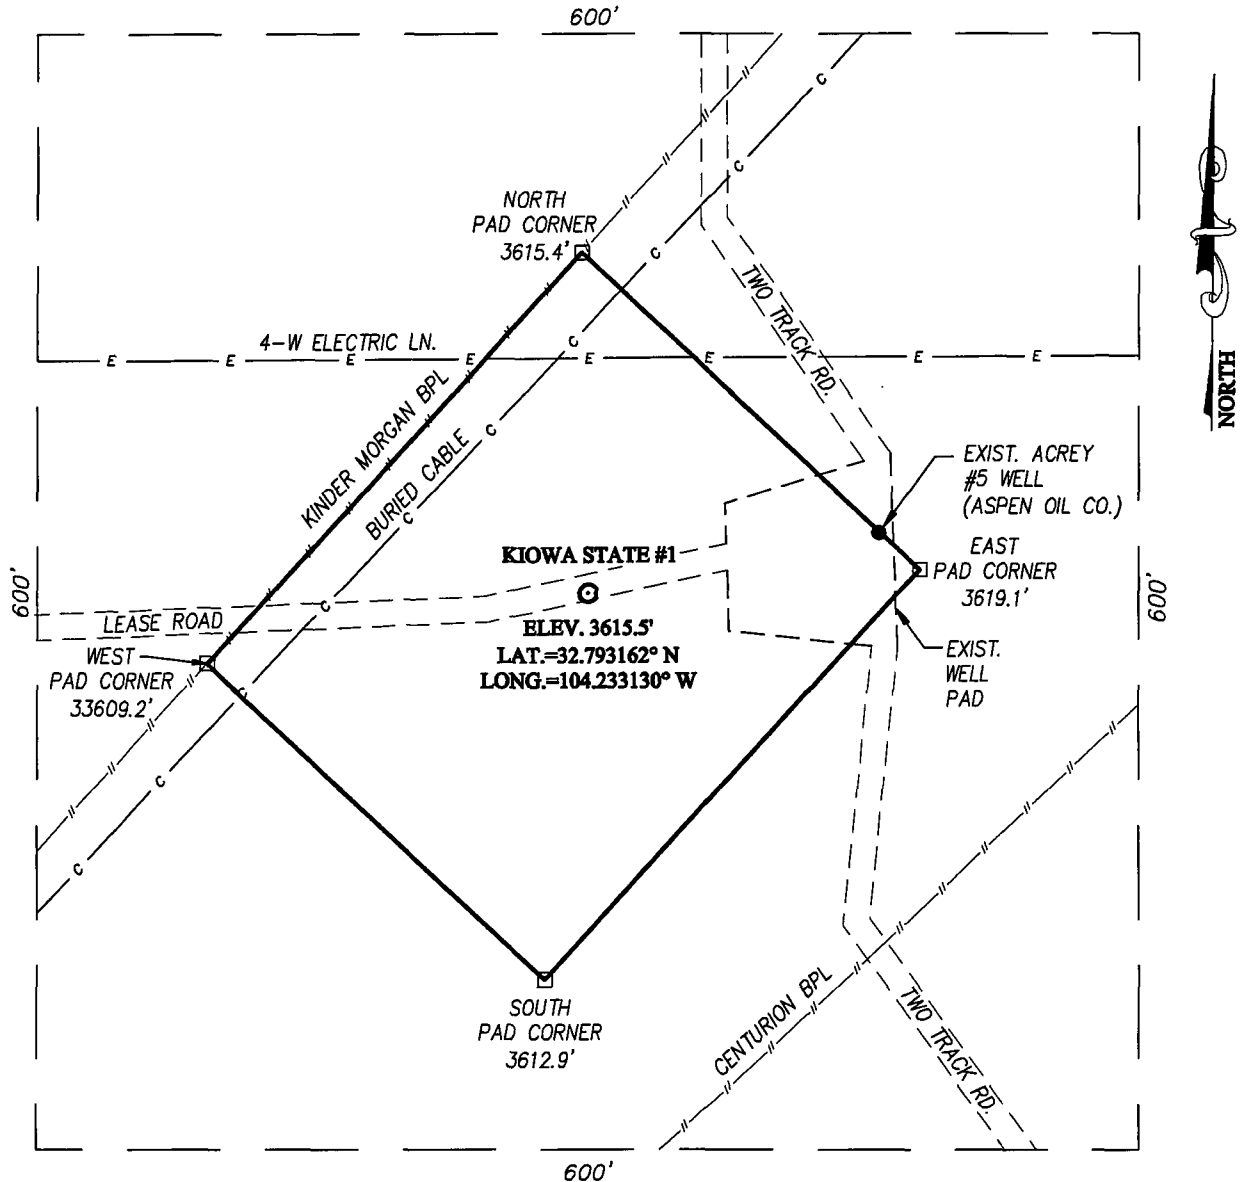 600'
NORTH
PAD CORNER
3615.4'
TWO TRACK RD.
4-W ELECTRIC LN.
E E E E E E E E
KINDER MORGAN BPL
BURIED CABLE
C C C C C C C C C
NORTH
EXIST. ACREY
#5 WELL
(ASPEN OIL CO.)
EAST
PAD CORNER
3619.1'
KIOWA STATE #1
600'
600'
LEASE ROAD
ELEV. 3615.5'
LAT.=32.793162° N
LONG.=104.233130° W
WEST
PAD CORNER
33609.2'
EXIST.
WELL
PAD
SOUTH
PAD CORNER
3612.9'
CENTURION BPL
TWO TRACK RD.
600'